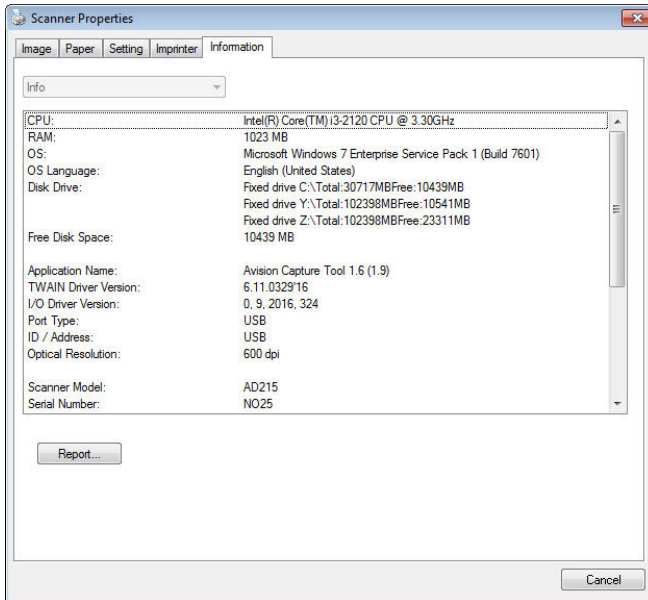 Scanner Properties
Image Paper Setting Imprinter Information
Info
CPU: Intel(R) Core(TM) i3-2120 CPU @ 3.30GHz
RAM: 1023 MB
OS: Microsoft Windows 7 Enterprise Service Pack 1 (Build 7601)
OS Language: English (United States)
Disk Drive: Fixed drive C:\Total:30717MBFree:10439MB
Fixed drive Y:\Total:102398MBFree:10541MB
Fixed drive Z:\Total:102398MBFree:23311MB
Free Disk Space: 10439 MB
Application Name: Avision Capture Tool 1.6 (1.9)
TWAIN Driver Version: 6.11.0329'16
I/O Driver Version: 0, 9, 2016, 324
Port Type: USB
ID / Address: USB
Optical Resolution: 600 dpi
Scanner Model: AD215
Serial Number: NO25
Report...
Cancel